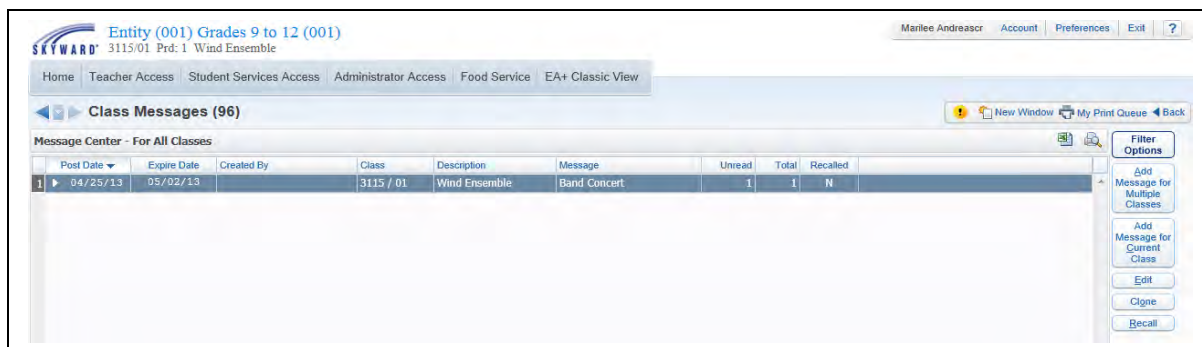 Entity (001) Grades 9 to 12 (001)
SKYWARD® 3115/01 Prd: 1 Wind Ensemble
Marilee Andreascr Account Preferences Exit ?
Home Teacher Access Student Services Access Administrator Access Food Service EA+ Classic View
Class Messages (96)
! New Window My Print Queue Back
Message Center - For All Classes
Post Date Expire Date Created By Class Description Message Unread Total Recalled
1 04/25/13 05/02/13 3115 / 01 Wind Ensemble Band Concert 1 1 N
Filter
Options
Add
Message for
Multiple
Classes
Add
Message for
Current
Class
Edit
Clone
Recall